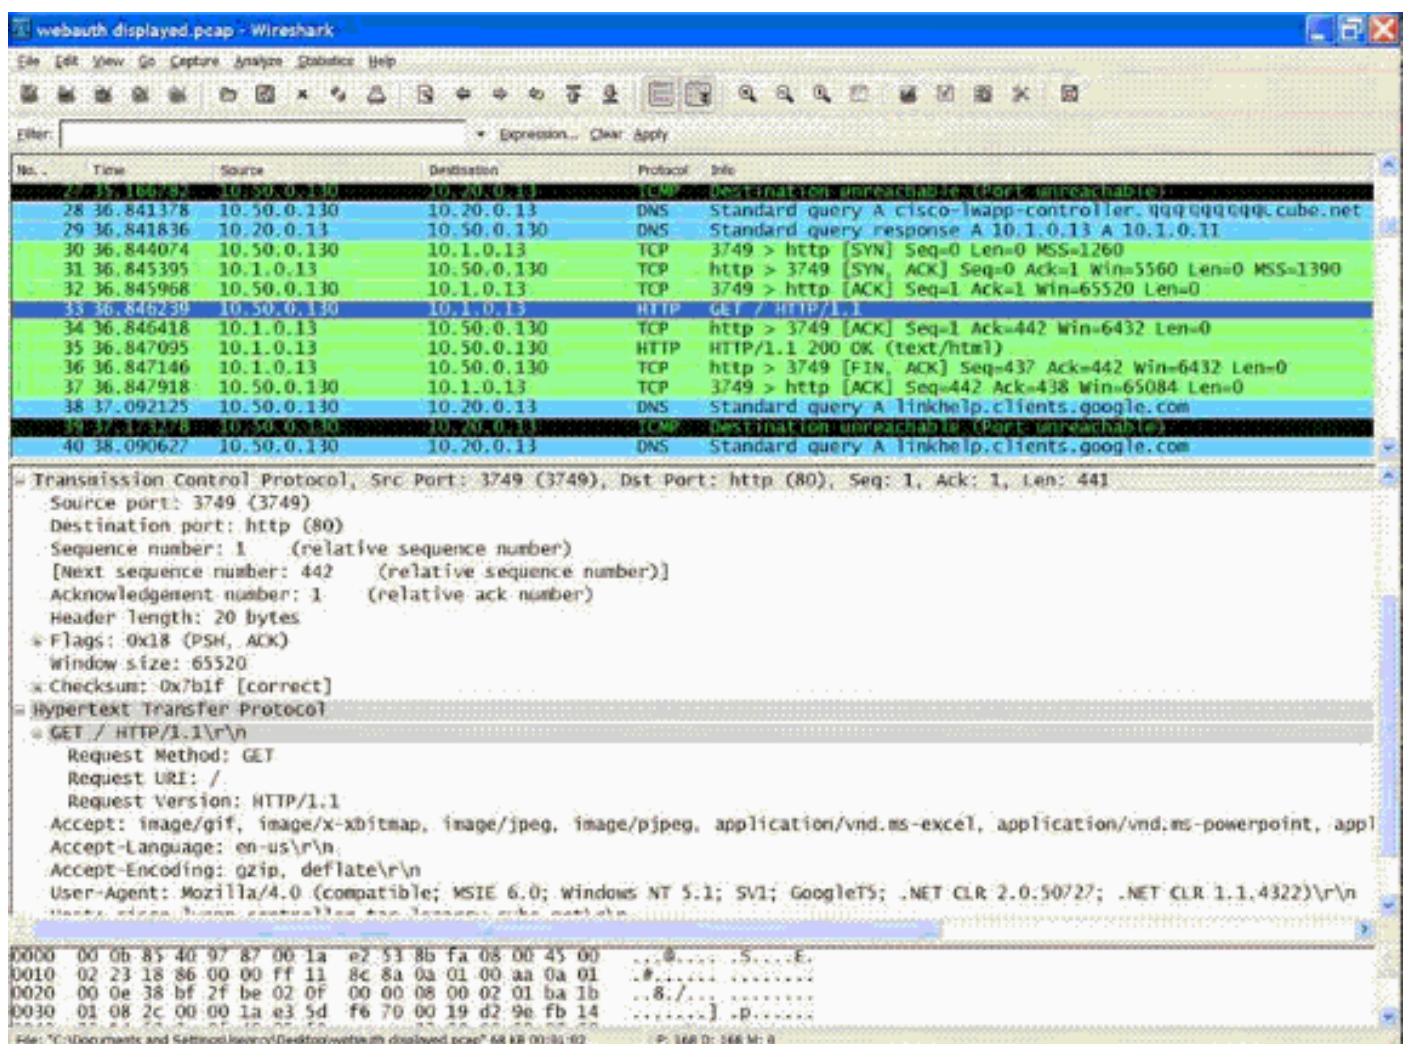 webauth displayed.pcap - Wireshark
File Edit View Go Capture Analyze Statistics Help
Filter: Expression... Clear Apply
No. . Time Source Destination Protocol Info
27 35.166782 10.50.0.130 10.20.0.13 ICMP Destination unreachable (Port unreachable)
28 36.841378 10.50.0.130 10.20.0.13 DNS Standard query A cisco-lwapp-controller. .cube.net
29 36.841836 10.20.0.13 10.50.0.130 DNS Standard query response A 10.1.0.13 A 10.1.0.11
30 36.844074 10.50.0.130 10.1.0.13 TCP 3749 > http [SYN] Seq=0 Len=0 MSS=1260
31 36.845395 10.1.0.13 10.50.0.130 TCP http > 3749 [SYN, ACK] Seq=0 Ack=1 Win=5560 Len=0 MSS=1390
32 36.845968 10.50.0.130 10.1.0.13 TCP 3749 > http [ACK] Seq=1 Ack=1 Win=65520 Len=0
33 36.846239 10.50.0.130 10.1.0.13 HTTP GET / HTTP/1.1
34 36.846418 10.1.0.13 10.50.0.130 TCP http > 3749 [ACK] Seq=1 Ack=442 Win=6432 Len=0
35 36.847095 10.1.0.13 10.50.0.130 HTTP HTTP/1.1 200 OK (text/html)
36 36.847146 10.1.0.13 10.50.0.130 TCP http > 3749 [FIN, ACK] Seq=437 Ack=442 Win=6432 Len=0
37 36.847918 10.50.0.130 10.1.0.13 TCP 3749 > http [ACK] Seq=442 Ack=438 Win=65084 Len=0
38 37.092125 10.50.0.130 10.20.0.13 DNS Standard query A linkhelp.clients.google.com
39 37.173278 10.50.0.130 10.20.0.13 ICMP Destination unreachable (Port unreachable)
40 38.090627 10.50.0.130 10.20.0.13 DNS Standard query A linkhelp.clients.google.com
Transmission Control Protocol, Src Port: 3749 (3749), Dst Port: http (80), Seq: 1, Ack: 1, Len: 441
Source port: 3749 (3749)
Destination port: http (80)
Sequence number: 1 (relative sequence number)
[Next sequence number: 442 (relative sequence number)]
Acknowledgement number: 1 (relative ack number)
Header length: 20 bytes
Flags: 0x18 (PSH, ACK)
Window size: 65520
Checksum: 0x7b1f [correct]
Hypertext Transfer Protocol
GET / HTTP/1.1\r\n
Request Method: GET
Request URI: /
Request Version: HTTP/1.1
Accept: image/gif, image/x-xbitmap, image/jpeg, image/pjpeg, application/vnd.ms-excel, application/vnd.ms-powerpoint, appl
Accept-Language: en-us\r\n
Accept-Encoding: gzip, deflate\r\n
User-Agent: Mozilla/4.0 (compatible; MSIE 6.0; Windows NT 5.1; SV1; GoogleT5; .NET CLR 2.0.50727; .NET CLR 1.1.4322)\r\n
0000 00 0b 85 40 97 87 00 1a e2 53 8b fa 08 00 45 00 ...@.... .S....E.
0010 02 23 18 86 00 00 ff 11 8c 8a 0a 01 00 aa 0a 01 .#...... ........
0020 00 0e 38 bf 2f be 02 0f 00 00 08 00 02 01 ba 1b ..8./... ........
0030 01 08 2c 00 00 1a e3 5d f6 70 00 19 d2 9e fb 14 ..,....] .p......
File: "C:\Documents and Settings\ \Desktop\webauth displayed.pcap" 68 KB 00:01:02 P: 168 D: 168 M: 0